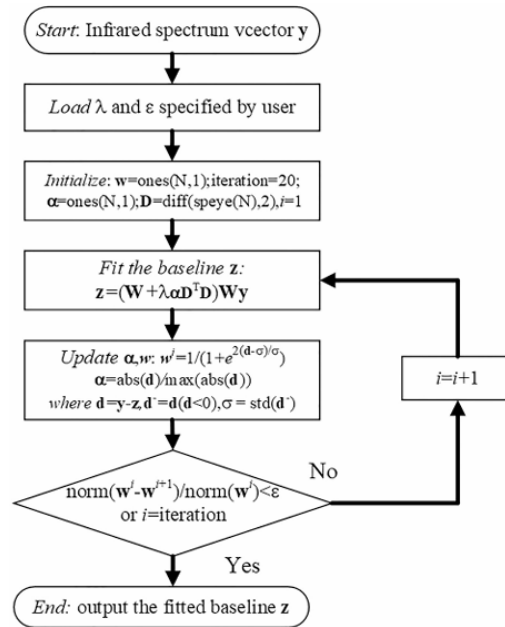 Start: Infrared spectrum vcector y
Load λ and ε specified by user
Initialize: w=ones(N,1);iteration=20;
α=ones(N,1);D=diff(speye(N),2),i=1
Fit the baseline z:
z=(W+λαDᵀD)Wy
Update α,w: wⁱ=1/(1+e^{2(d-σ)/σ})
α=abs(d)/max(abs(d))
where d=y-z,d⁻=d(d<0),σ = std(d⁻)
i=i+1
norm(wⁱ-wⁱ⁺¹)/norm(wⁱ)<ε
or i=iteration
No
Yes
End: output the fitted baseline z